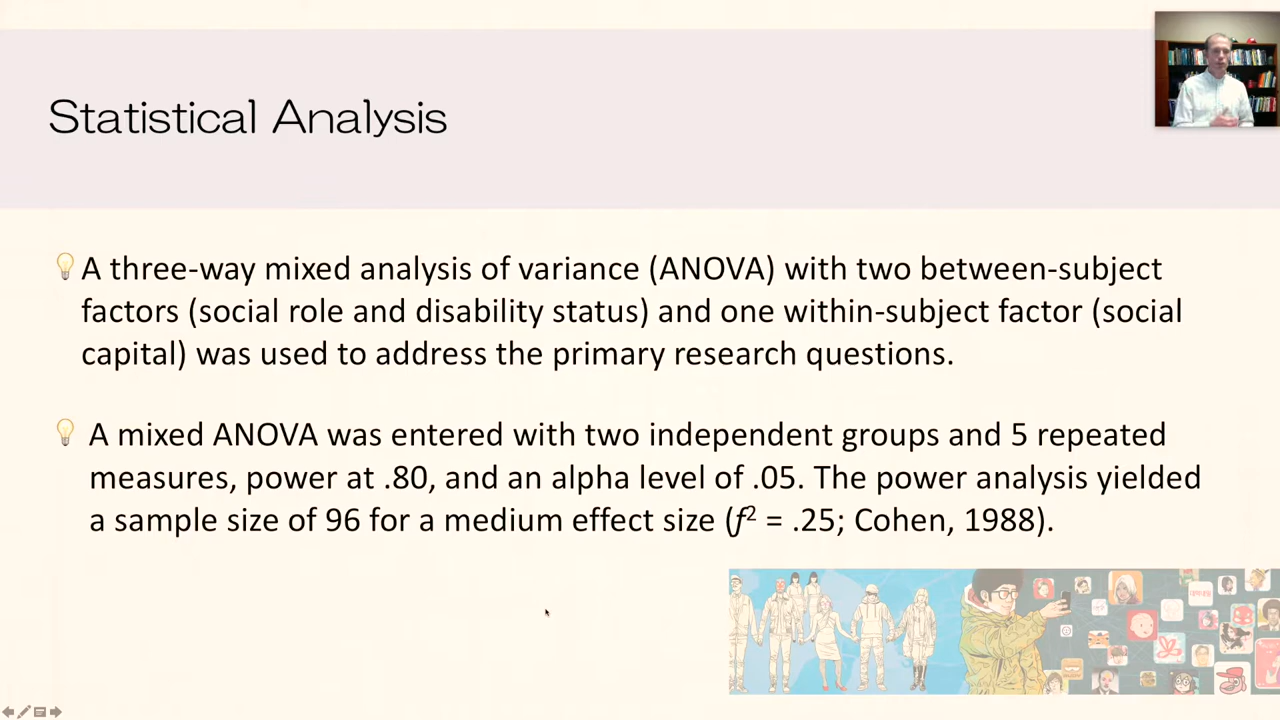 Statistical Analysis
A three-way mixed analysis of variance (ANOVA) with two between-subject
factors (social role and disability status) and one within-subject factor (social
capital) was used to address the primary research questions.
A mixed ANOVA was entered with two independent groups and 5 repeated
measures, power at .80, and an alpha level of .05. The power analysis yielded
a sample size of 96 for a medium effect size (f² = .25; Cohen, 1988).